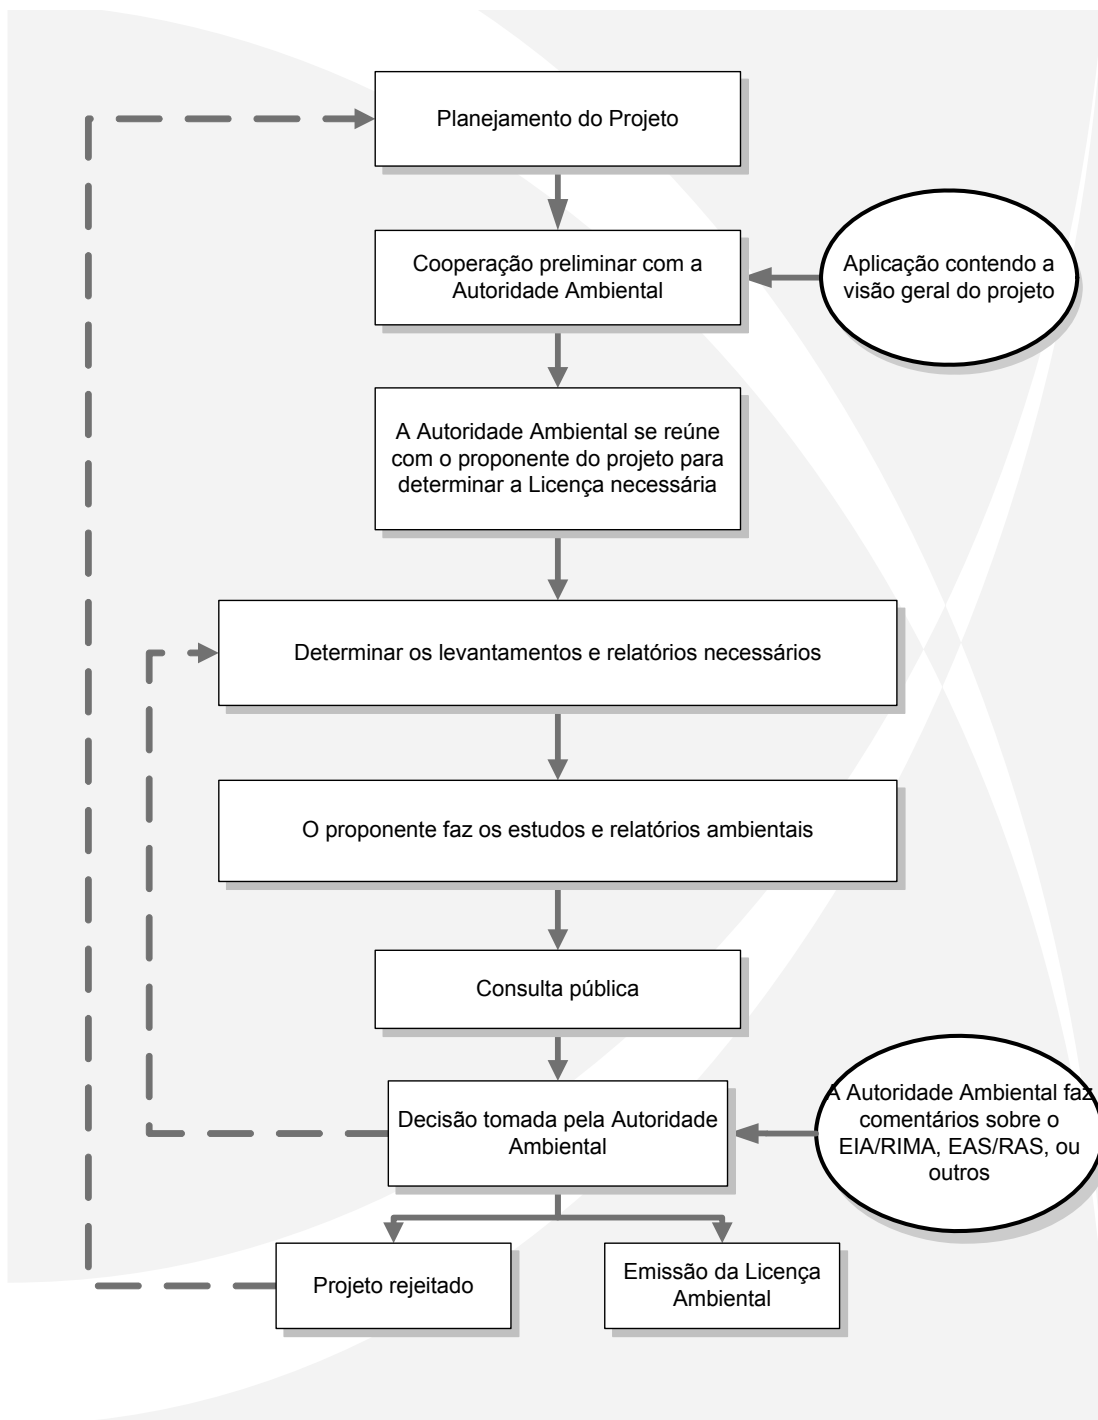 Planejamento do Projeto
Cooperação preliminar com a
Autoridade Ambiental
Aplicação contendo a
visão geral do projeto
A Autoridade Ambiental se reúne
com o proponente do projeto para
determinar a Licença necessária
Determinar os levantamentos e relatórios necessários
O proponente faz os estudos e relatórios ambientais
Consulta pública
Decisão tomada pela Autoridade
Ambiental
A Autoridade Ambiental faz
comentários sobre o
EIA/RIMA, EAS/RAS, ou
outros
Projeto rejeitado
Emissão da Licença
Ambiental